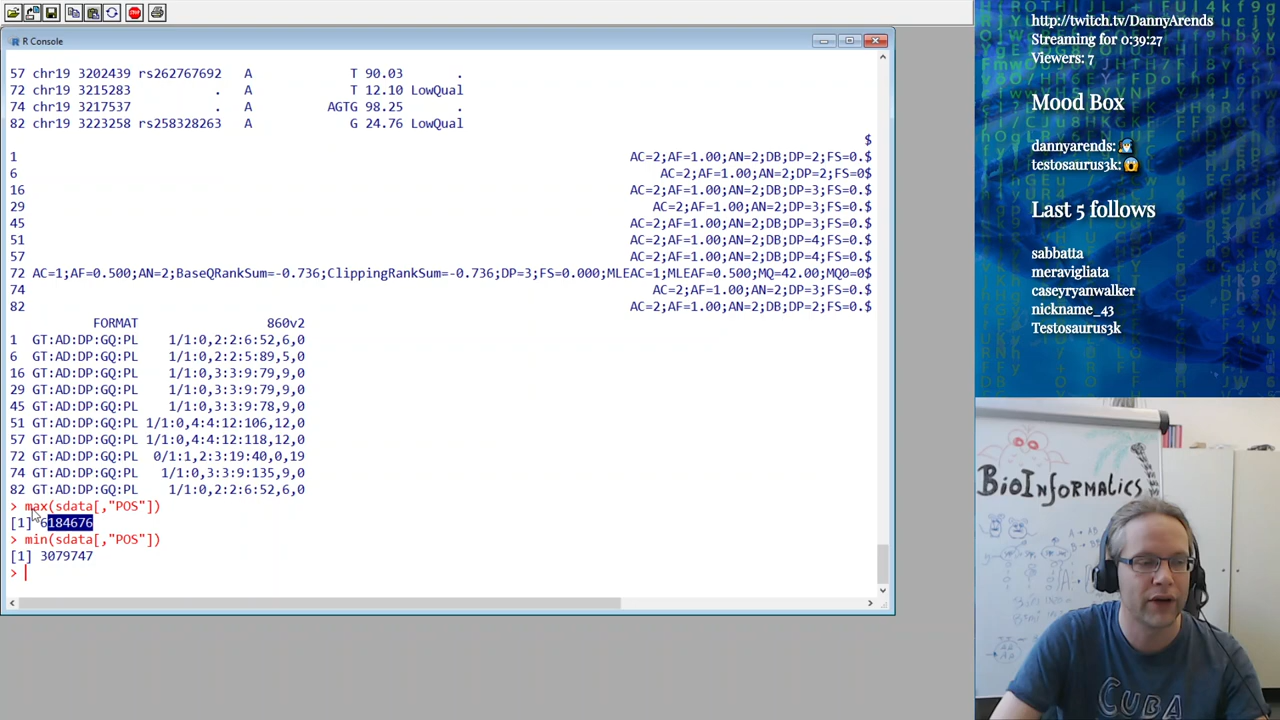 R Console
57 chr19 3202439 rs262767692 A T 90.03 .
72 chr19 3215283 . A T 12.10 LowQual
74 chr19 3217537 . A AGTG 98.25 .
82 chr19 3223258 rs258328263 A G 24.76 LowQual
$
1 AC=2;AF=1.00;AN=2;DB;DP=2;FS=0.$
6 AC=2;AF=1.00;AN=2;DP=2;FS=0$
16 AC=2;AF=1.00;AN=2;DB;DP=3;FS=0.$
29 AC=2;AF=1.00;AN=2;DP=3;FS=0.$
45 AC=2;AF=1.00;AN=2;DB;DP=3;FS=0.$
51 AC=2;AF=1.00;AN=2;DB;DP=4;FS=0.$
57 AC=2;AF=1.00;AN=2;DB;DP=4;FS=0.$
72 AC=1;AF=0.500;AN=2;BaseQRankSum=-0.736;ClippingRankSum=-0.736;DP=3;FS=0.000;MLEAC=1;MLEAF=0.500;MQ=42.00;MQ0=0$
74 AC=2;AF=1.00;AN=2;DP=3;FS=0.$
82 AC=2;AF=1.00;AN=2;DB;DP=2;FS=0.$
FORMAT 860v2
1 GT:AD:DP:GQ:PL 1/1:0,2:2:6:52,6,0
6 GT:AD:DP:GQ:PL 1/1:0,2:2:5:89,5,0
16 GT:AD:DP:GQ:PL 1/1:0,3:3:9:79,9,0
29 GT:AD:DP:GQ:PL 1/1:0,3:3:9:79,9,0
45 GT:AD:DP:GQ:PL 1/1:0,3:3:9:78,9,0
51 GT:AD:DP:GQ:PL 1/1:0,4:4:12:106,12,0
57 GT:AD:DP:GQ:PL 1/1:0,4:4:12:118,12,0
72 GT:AD:DP:GQ:PL 0/1:1,2:3:19:40,0,19
74 GT:AD:DP:GQ:PL 1/1:0,3:3:9:135,9,0
82 GT:AD:DP:GQ:PL 1/1:0,2:2:6:52,6,0
> max(sdata[,"POS"])
[1] 6184676
> min(sdata[,"POS"])
[1] 3079747
>
http://twitch.tv/DannyArends
Streaming for 0:39:27
Viewers: 7
Mood Box
dannyarends:
testosaurus3k:
Last 5 follows
sabbatta
meravigliata
caseyryanwalker
nickname_43
Testosaurus3k
BioInformatics
CUBA